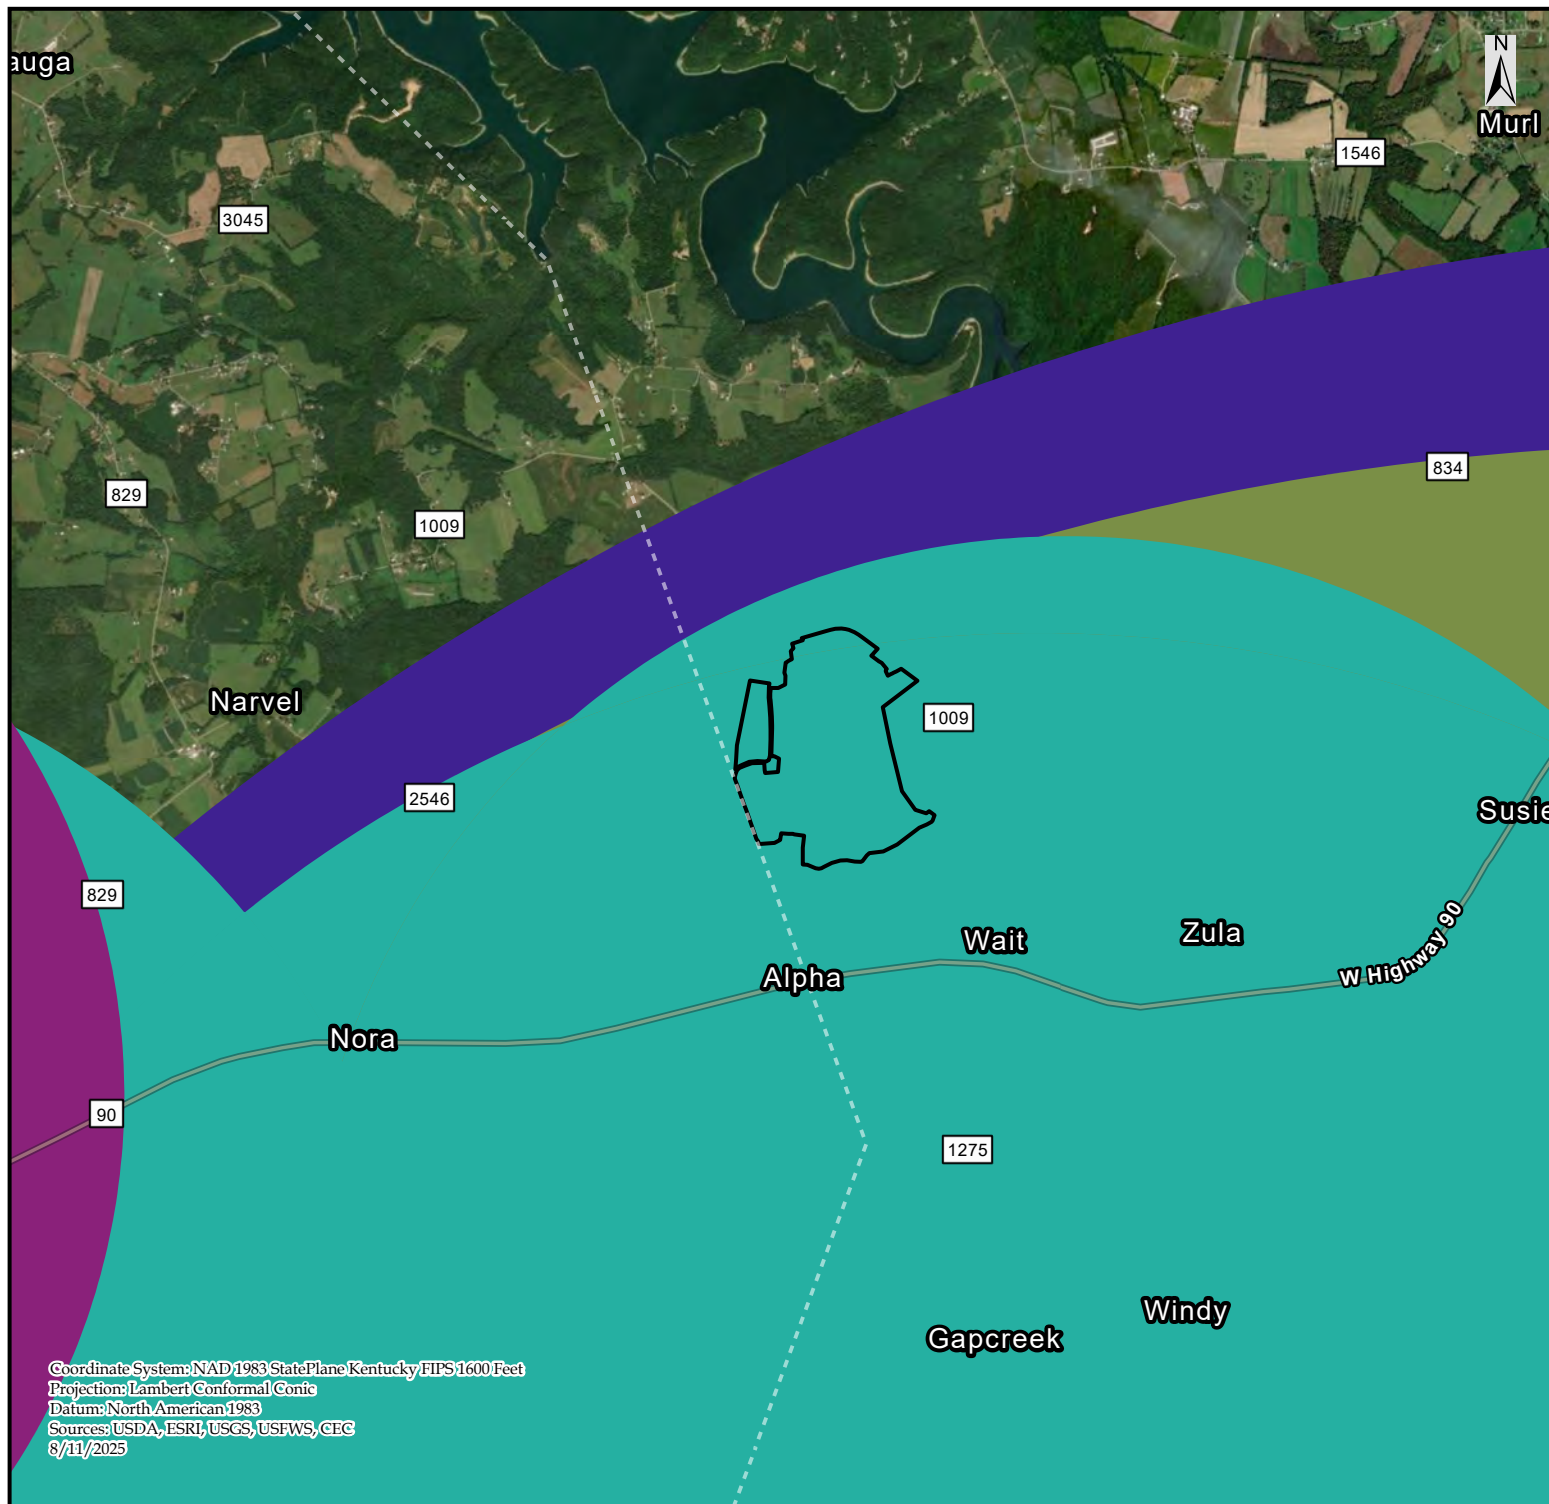 auga
N
Murl
1546
3045
834
829
1009
Narvel
1009
2546
Susie
829
Zula
Wait
W Highway 90
Alpha
Nora
90
1275
Windy
Gapcreek
Coordinate System: NAD 1983 StatePlane Kentucky FIPS 1600 Feet
Projection: Lambert Conformal Conic
Datum: North American 1983
Sources: USDA, ESRI, USGS, USFWS, CEC
8/11/2025